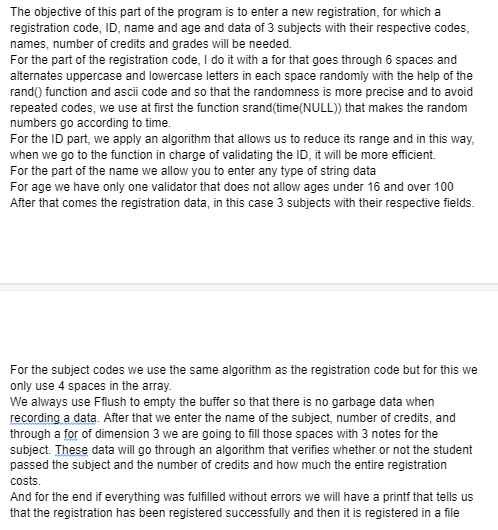 The objective of this part of the program is to enter a new registration, for which a
registration code, ID, name and age and data of 3 subjects with their respective codes,
names, number of credits and grades will be needed.
For the part of the registration code, I do it with a for that goes through 6 spaces and
alternates uppercase and lowercase letters in each space randomly with the help of the
rand() function and ascii code and so that the randomness is more precise and to avoid
repeated codes, we use at first the function srand(time(NULL)) that makes the random
numbers go according to time.
For the ID part, we apply an algorithm that allows us to reduce its range and in this way,
when we go to the function in charge of validating the ID, it will be more efficient.
For the part of the name we allow you to enter any type of string data
For age we have only one validator that does not allow ages under 16 and over 100
After that comes the registration data, in this case 3 subjects with their respective fields.
For the subject codes we use the same algorithm as the registration code but for this we
only use 4 spaces in the array.
We always use Fflush to empty the buffer so that there is no garbage data when
recording a data. After that we enter the name of the subject, number of credits, and
through a for of dimension 3 we are going to fill those spaces with 3 notes for the
subject. These data will go through an algorithm that verifies whether or not the student
passed the subject and the number of credits and how much the entire registration
costs.
And for the end if everything was fulfilled without errors we will have a printf that tells us
that the registration has been registered successfully and then it is registered in a file